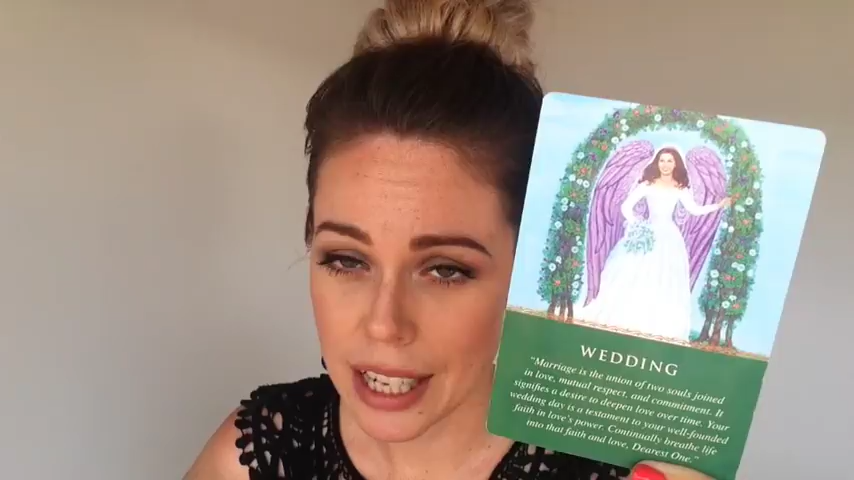 WEDDING
"Marriage is the union of two souls joined
in love, mutual respect, and commitment. It
signifies a desire to deepen love over time. Your
wedding day is a testament to your well-founded
faith in love's power. Continually breathe life
into that faith and love, Dearest One."